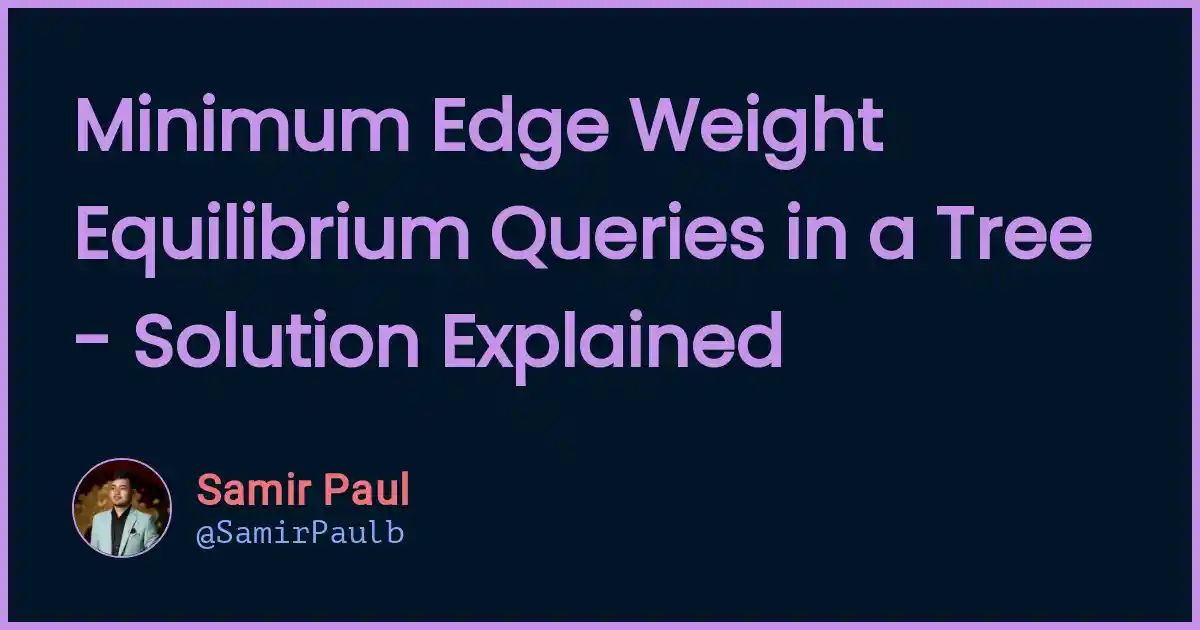 Minimum Edge Weight
Equilibrium Queries in a Tree
- Solution Explained
Samir Paul
@SamirPaulb